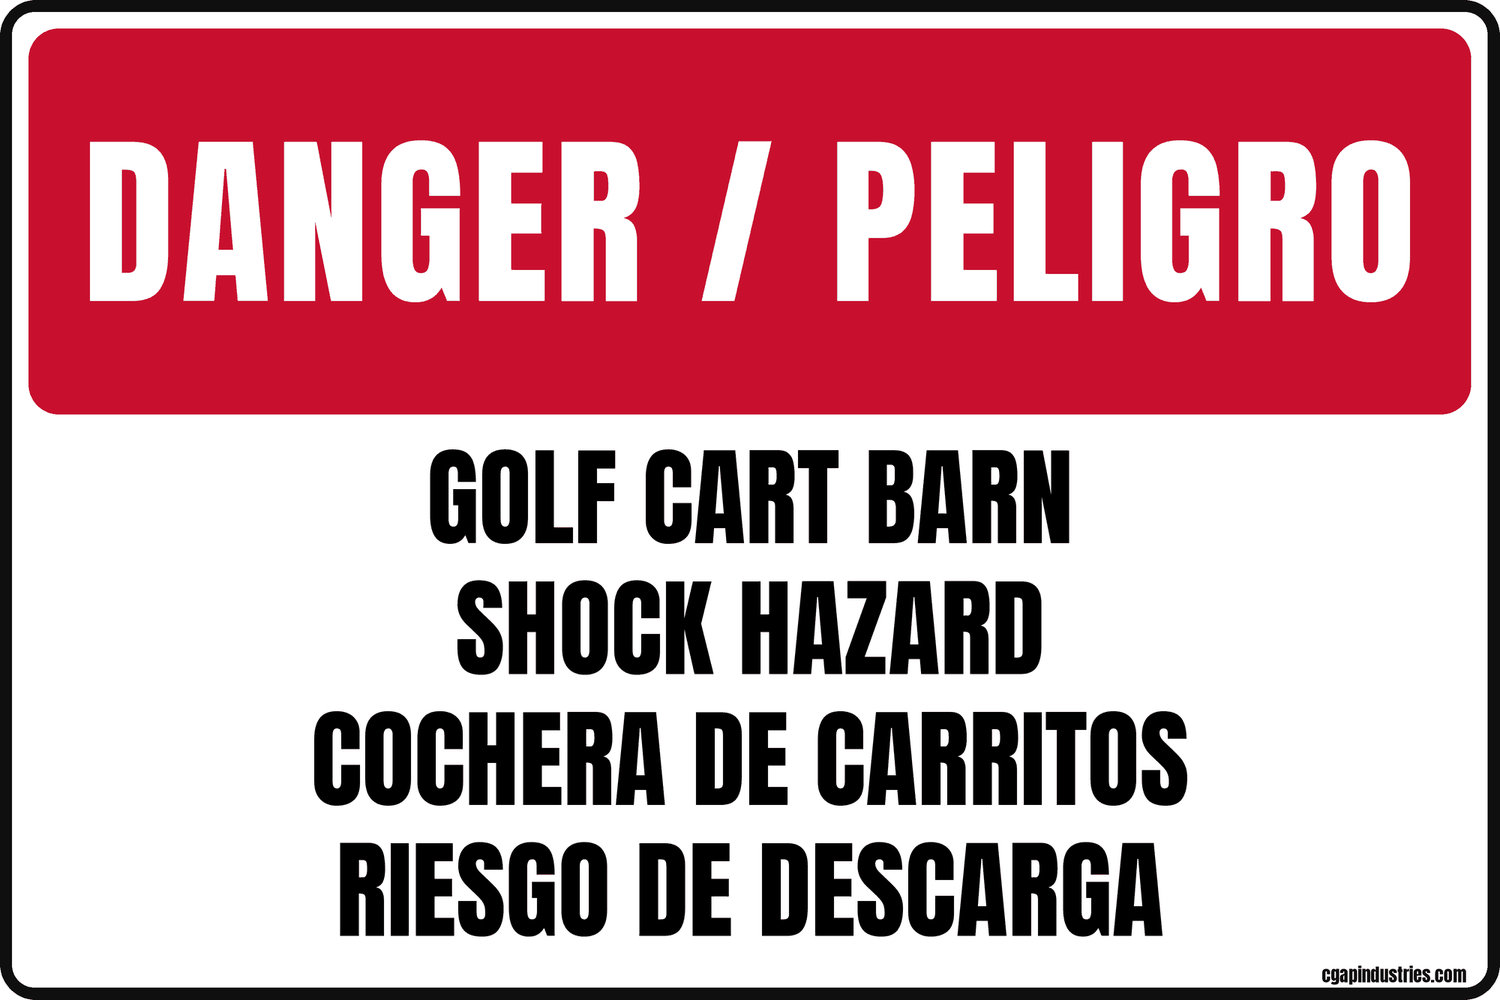 DANGER / PELIGRO
GOLF CART BARN
SHOCK HAZARD
COCHERA DE CARRITOS
RIESGO DE DESCARGA
cgapindustries.com